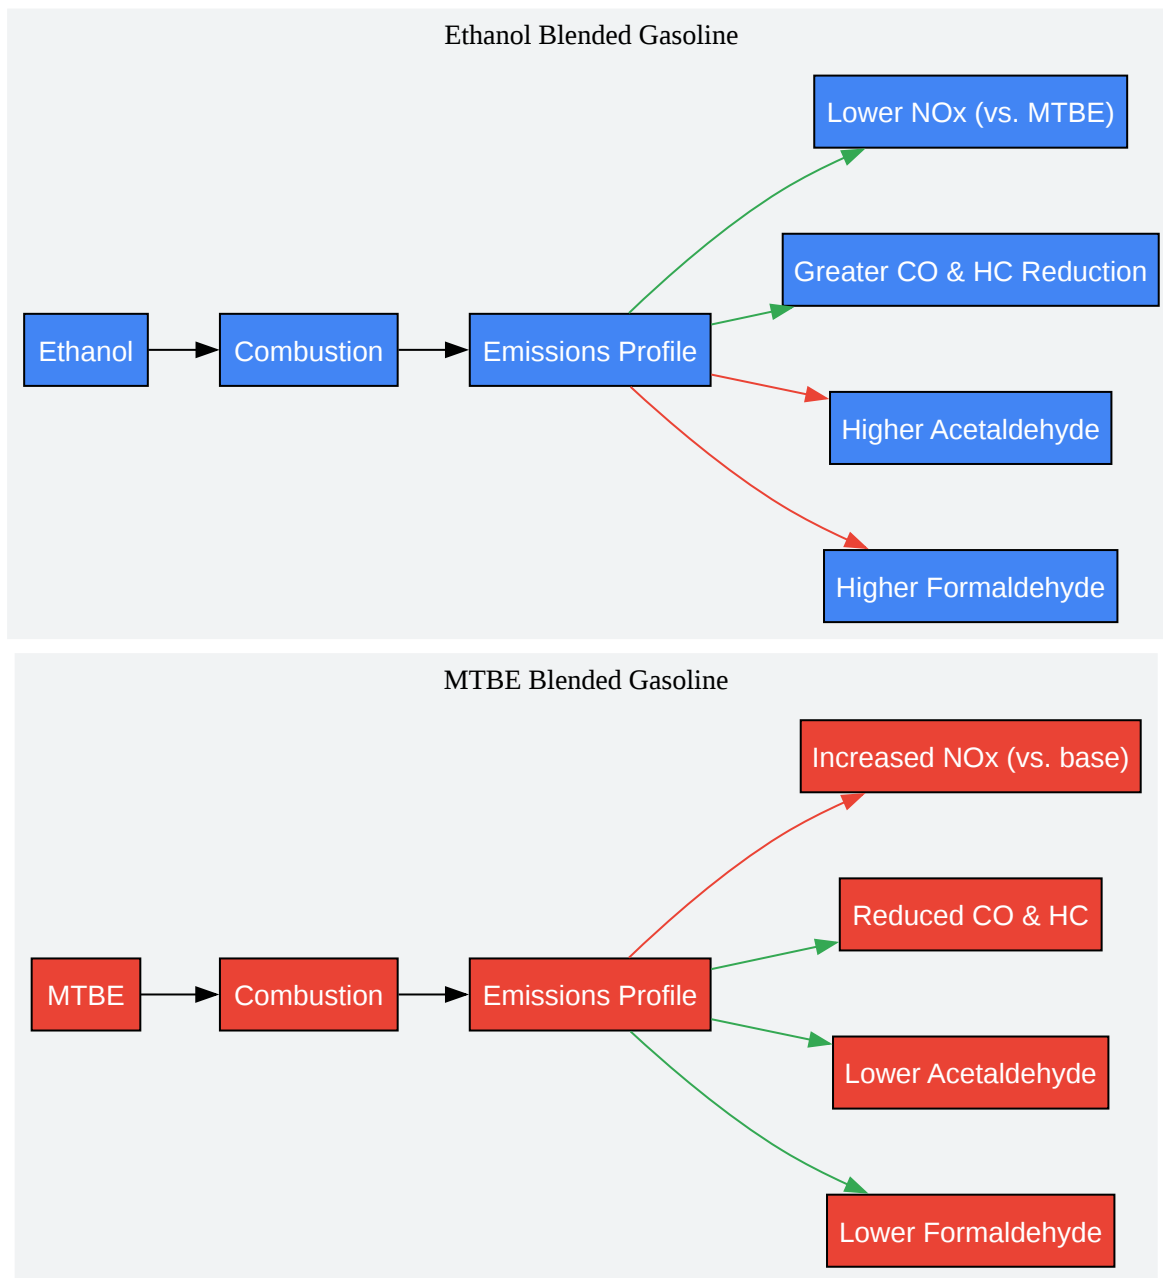 Ethanol Blended Gasoline
Lower NOx (vs. MTBE)
Greater CO & HC Reduction
Ethanol
Combustion
Emissions Profile
Higher Acetaldehyde
Higher Formaldehyde
MTBE Blended Gasoline
Increased NOx (vs. base)
Reduced CO & HC
MTBE
Combustion
Emissions Profile
Lower Acetaldehyde
Lower Formaldehyde